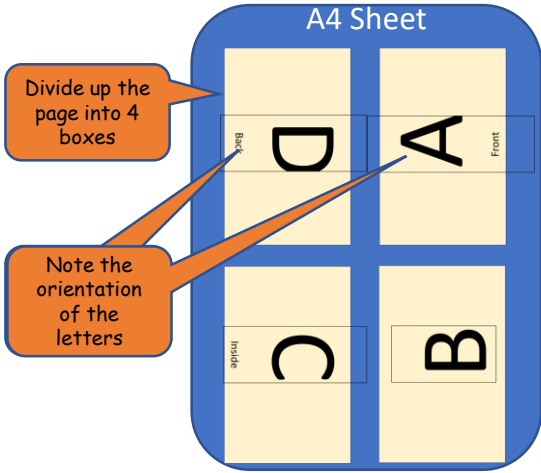 A4 Sheet
Divide up the
page into 4
boxes
Back
D
A
Front
Note the
orientation
of the
letters
Inside
C
B